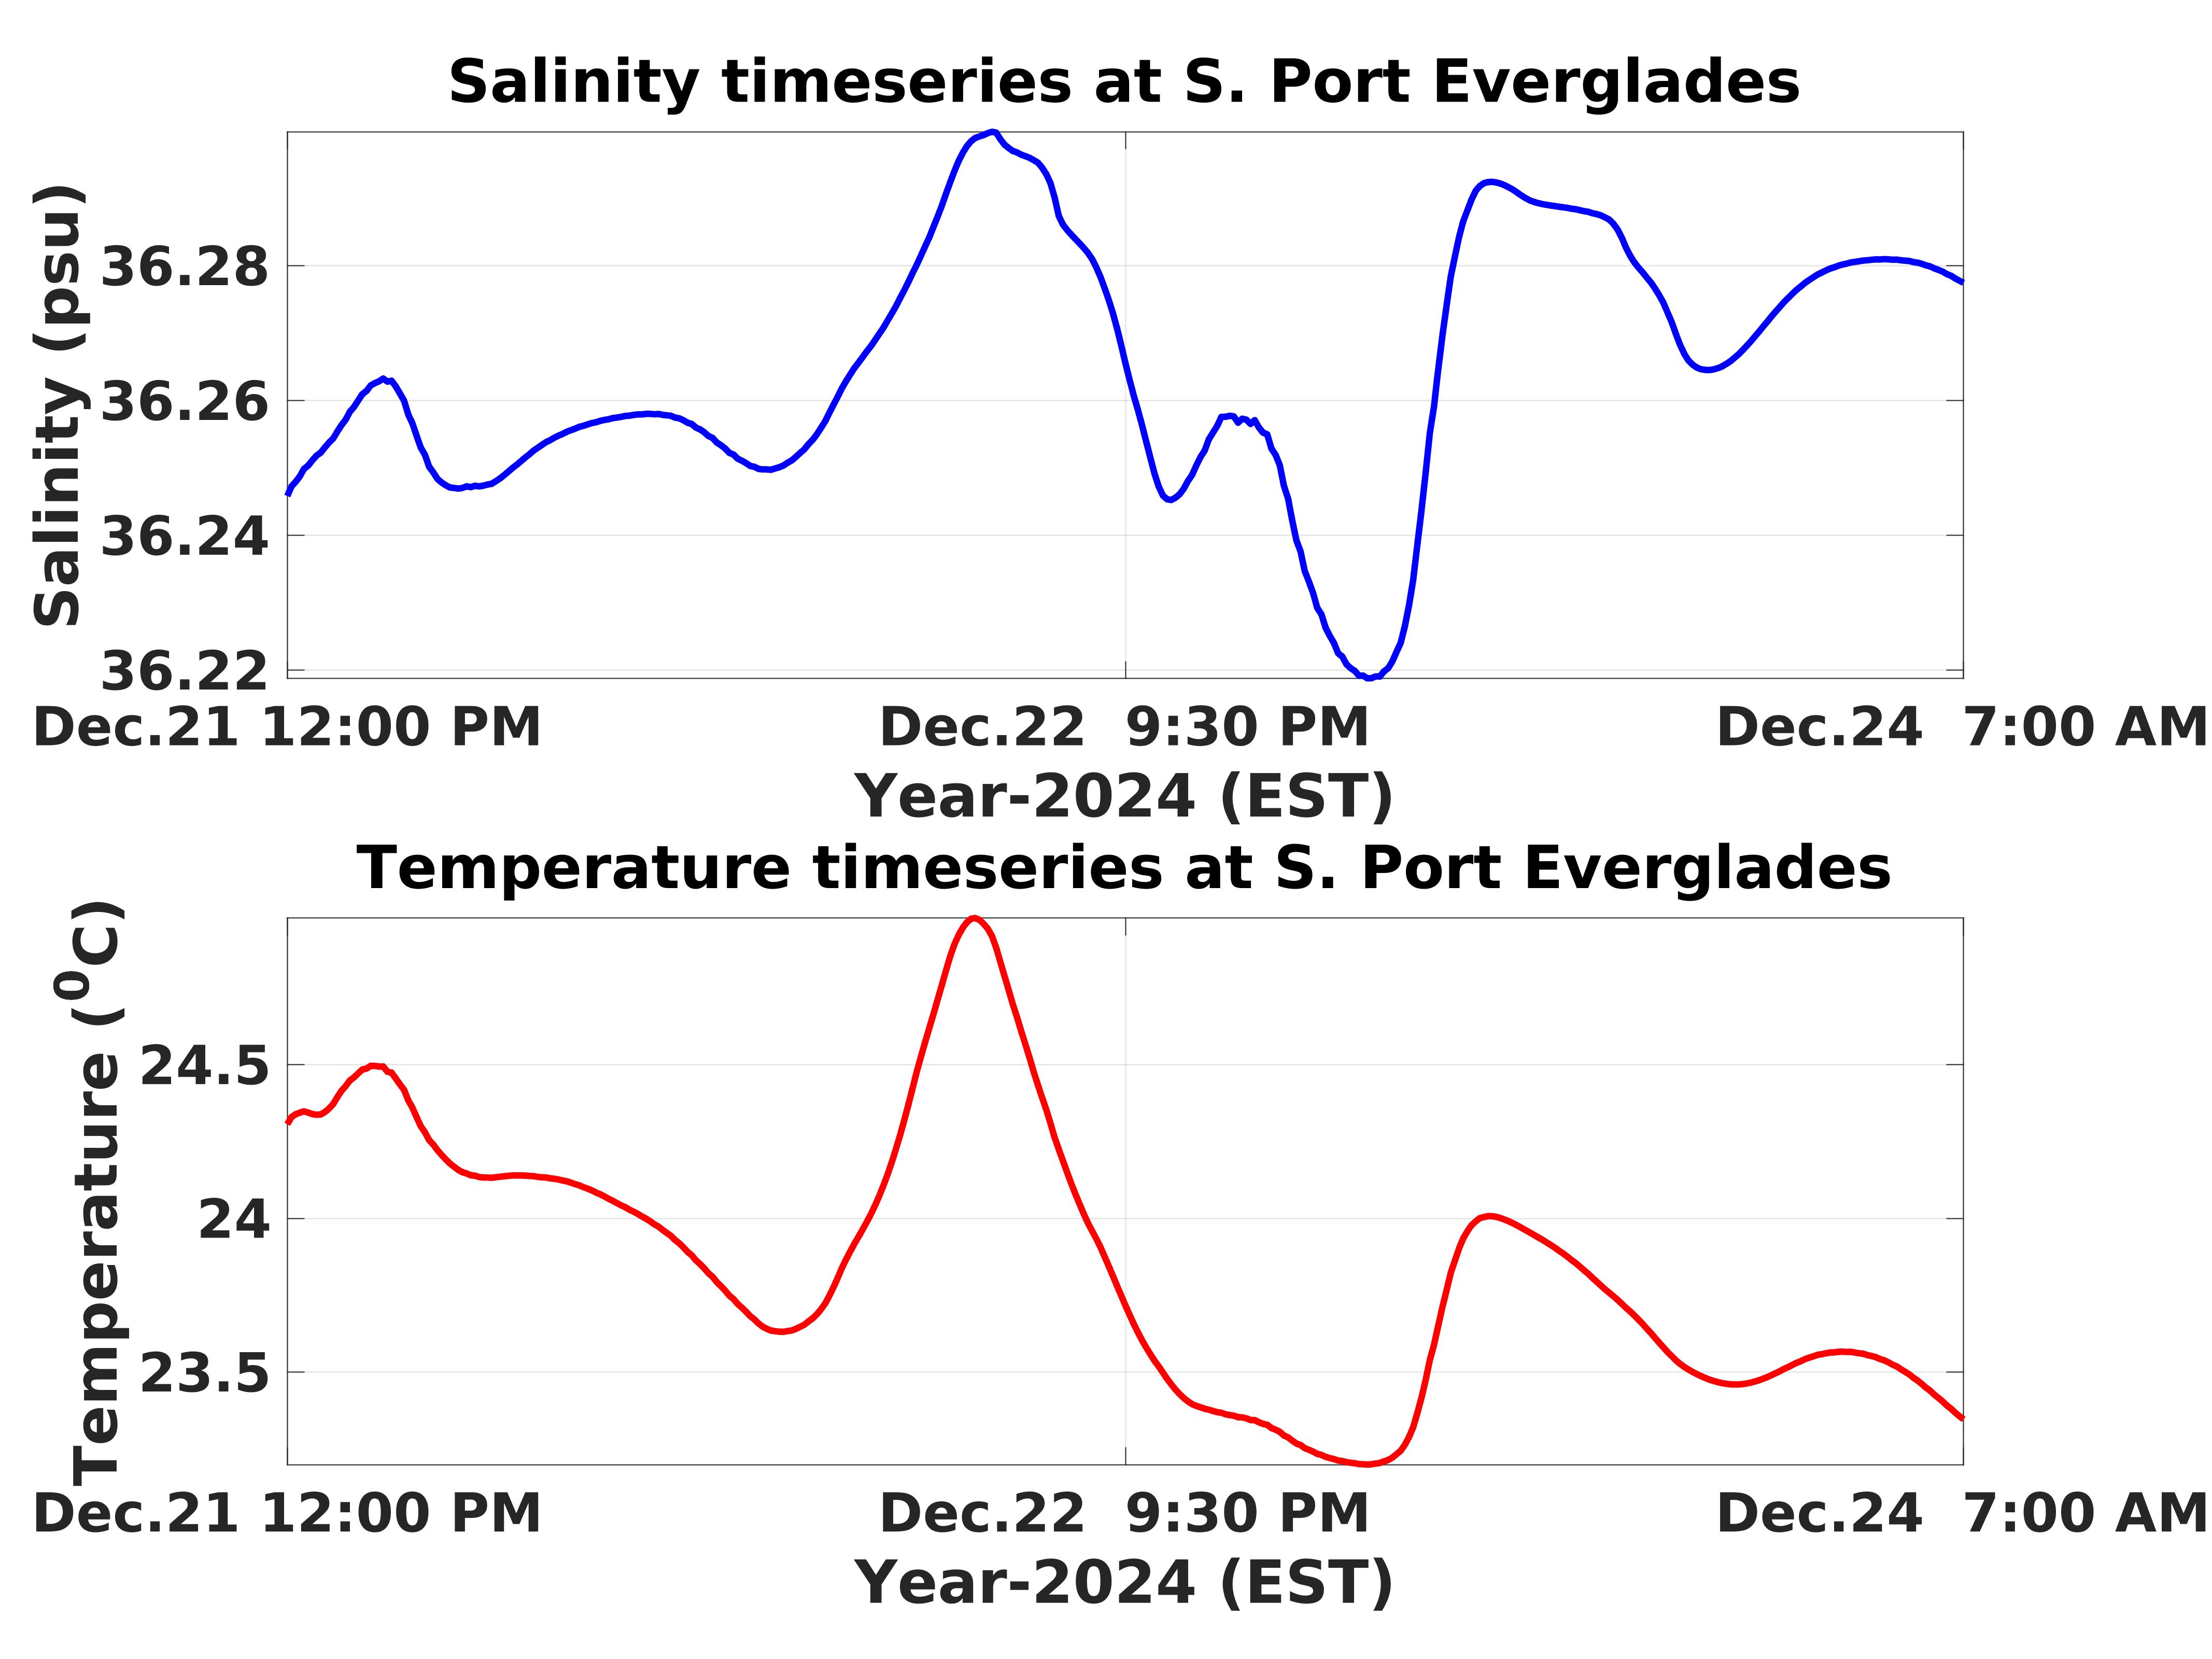 Salinity timeseries at S. Port Everglades
Salinity (psu)
36.28
36.26
36.24
36.22
Dec.21 12:00 PM Dec.22 9:30 PM Dec.24 7:00 AM
Year-2024 (EST)
Temperature timeseries at S. Port Everglades
Temperature (⁰C)
24.5
24
23.5
Dec.21 12:00 PM Dec.22 9:30 PM Dec.24 7:00 AM
Year-2024 (EST)